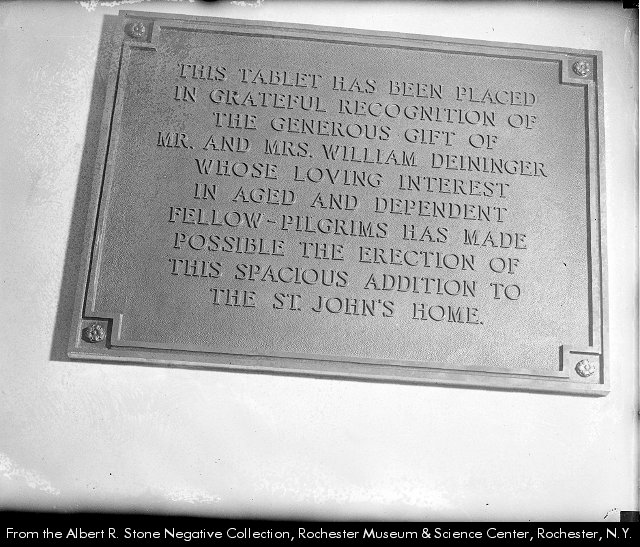 THIS TABLET HAS BEEN PLACED
IN GRATEFUL RECOGNITION OF
THE GENEROUS GIFT OF
MR. AND MRS. WILLIAM DEININGER
WHOSE LOVING INTEREST
IN AGED AND DEPENDENT
FELLOW-PILGRIMS HAS MADE
POSSIBLE THE ERECTION OF
THIS SPACIOUS ADDITION TO
THE ST. JOHN'S HOME.
From the Albert R. Stone Negative Collection, Rochester Museum & Science Center, Rochester, N.Y.